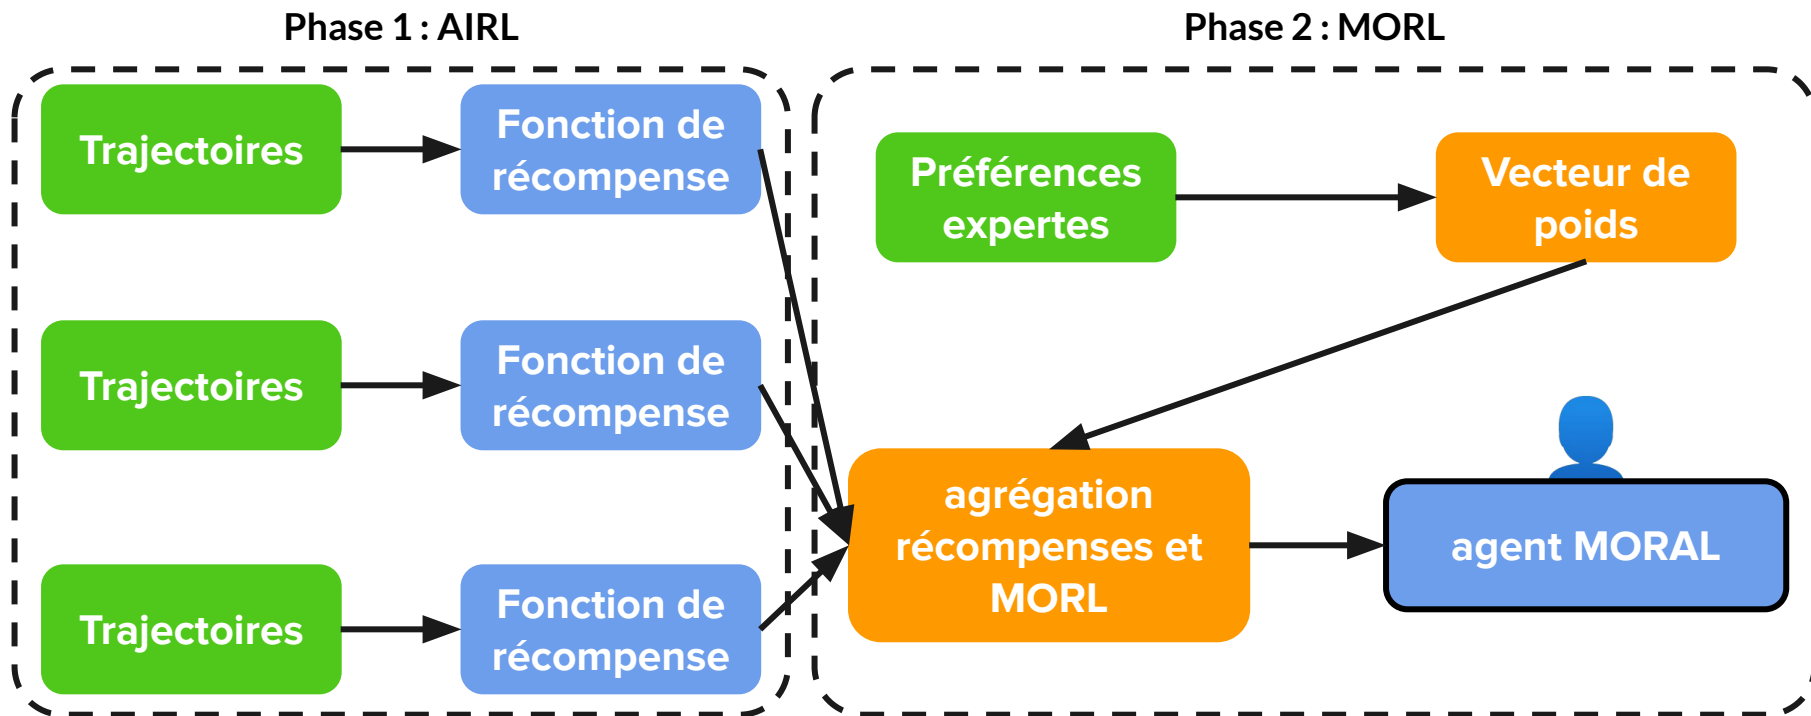 Phase 1 : AIRL
Trajectoires
Fonction de
récompense
Trajectoires
Fonction de
récompense
Trajectoires
Fonction de
récompense
Phase 2 : MORL
Préférences
expertes
Vecteur de
poids
agrégation
récompenses et
MORL
agent MORAL